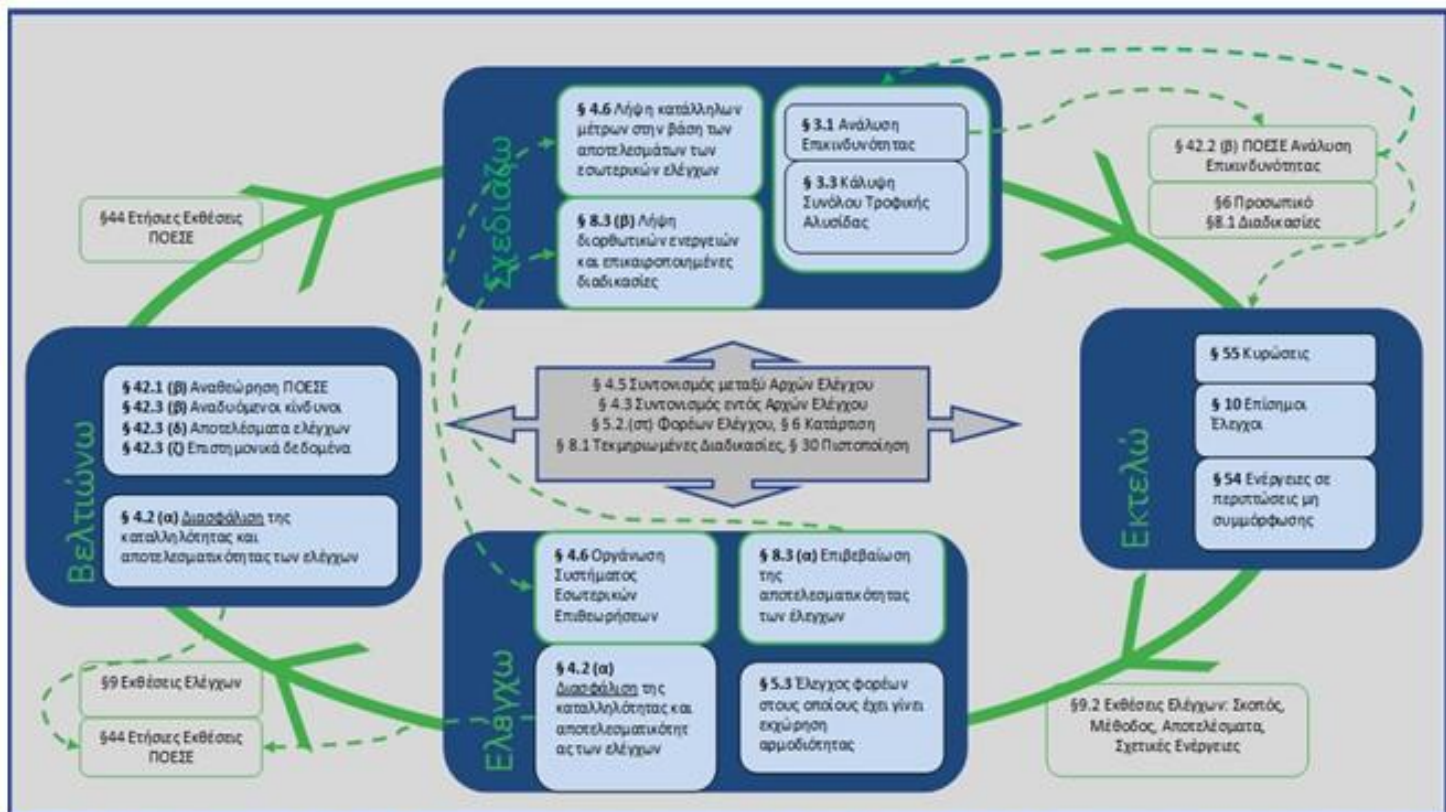 Σχεδιάζω
§ 4.6 Λήψη κατάλληλων
μέτρων στην βάση των
αποτελεσμάτων των
εσωτερικών ελέγχων
§ 8.3 (β) Λήψη
διορθωτικών ενεργειών
και επικαιροποιημένες
διαδικασίες
§ 3.1 Ανάλυση
Επικινδυνότητας
§ 3.3 Κάλυψη
Συνόλου Τροφικής
Αλυσίδας
§ 42.2 (β) ΠΟΕΣΕ Ανάλυση
Επικινδυνότητας
§6 Προσωπικό
§8.1 Διαδικασίες
§44 Ετήσιες Εκθέσεις
ΠΟΕΣΕ
Βελτιώνω
§ 42.1 (β) Αναθεώρηση ΠΟΕΣΕ
§ 42.3 (β) Αναδυόμενοι κίνδυνοι
§ 42.3 (δ) Αποτελέσματα ελέγχων
§ 42.3 (ζ) Επιστημονικά δεδομένα
§ 4.2 (α) Διασφάλιση της
καταλληλότητας και
αποτελεσματικότητας των ελέγχων
§ 4.5 Συντονισμός μεταξύ Αρχών Ελέγχου
§ 4.3 Συντονισμός εντός Αρχών Ελέγχου
§ 5.2.(στ) Φορέων Ελέγχου, § 6 Κατάρτιση
§ 8.1 Τεκμηριωμένες Διαδικασίες, § 30 Πιστοποίηση
Εκτελώ
§ 55 Κυρώσεις
§ 10 Επίσημοι
Έλεγχοι
§ 54 Ενέργειες σε
περιπτώσεις μη
συμμόρφωσης
Ελέγχω
§ 4.6 Οργάνωση
Συστήματος
Εσωτερικών
Επιθεωρήσεων
§ 8.3 (α) Επιβεβαίωση
της
αποτελεσματικότητας
των έλεγχων
§ 4.2 (α)
Διασφάλιση της
καταλληλότητας και
αποτελεσματικότητ
ας των ελέγχων
§ 5.3 Έλεγχος φορέων
στους οποίους έχει γίνει
εκχώρηση
αρμοδιότητας
§9 Εκθέσεις Ελέγχων
§44 Ετήσιες Εκθέσεις
ΠΟΕΣΕ
§9.2 Εκθέσεις Ελέγχων: Σκοπός,
Μέθοδος, Αποτελέσματα,
Σχετικές Ενέργειες